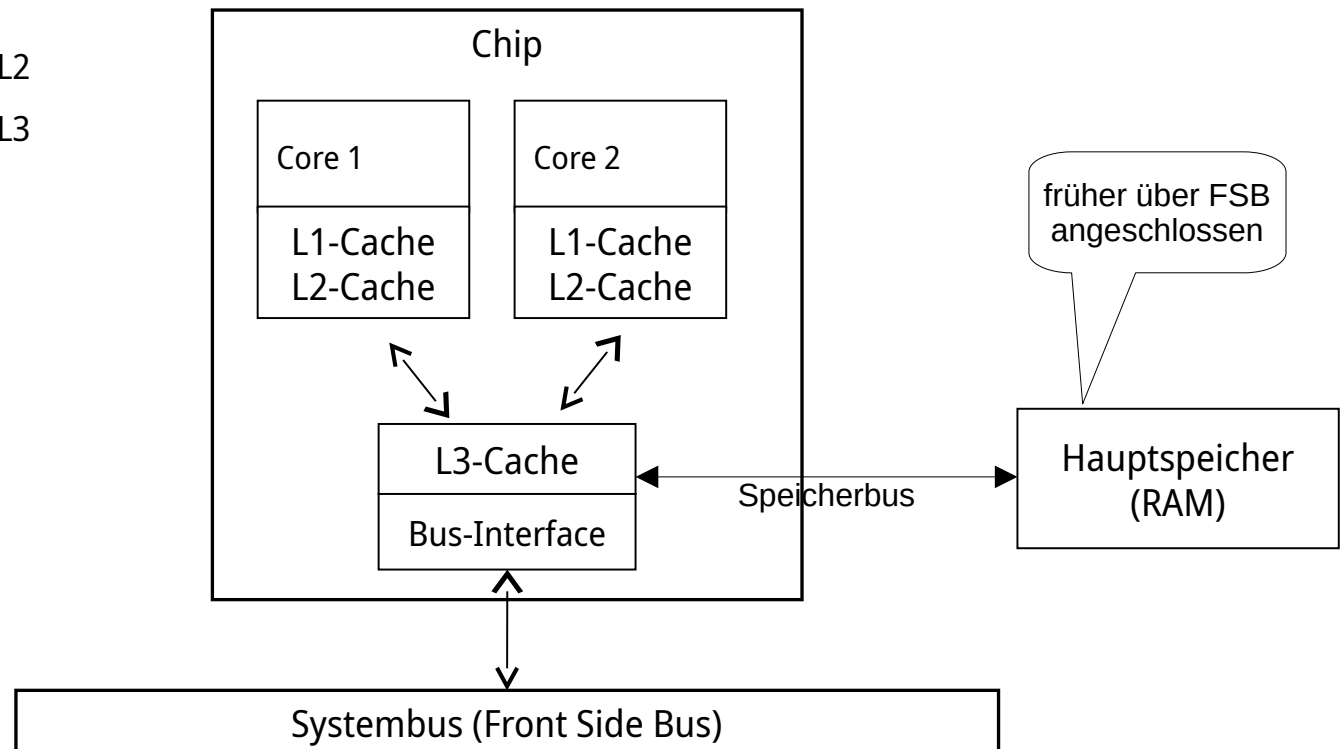 L2
L3
Chip
Core 1
Core 2
L1-Cache
L2-Cache
L1-Cache
L2-Cache
früher über FSB
angeschlossen
L3-Cache
Bus-Interface
Speicherbus
Hauptspeicher
(RAM)
Systembus (Front Side Bus)